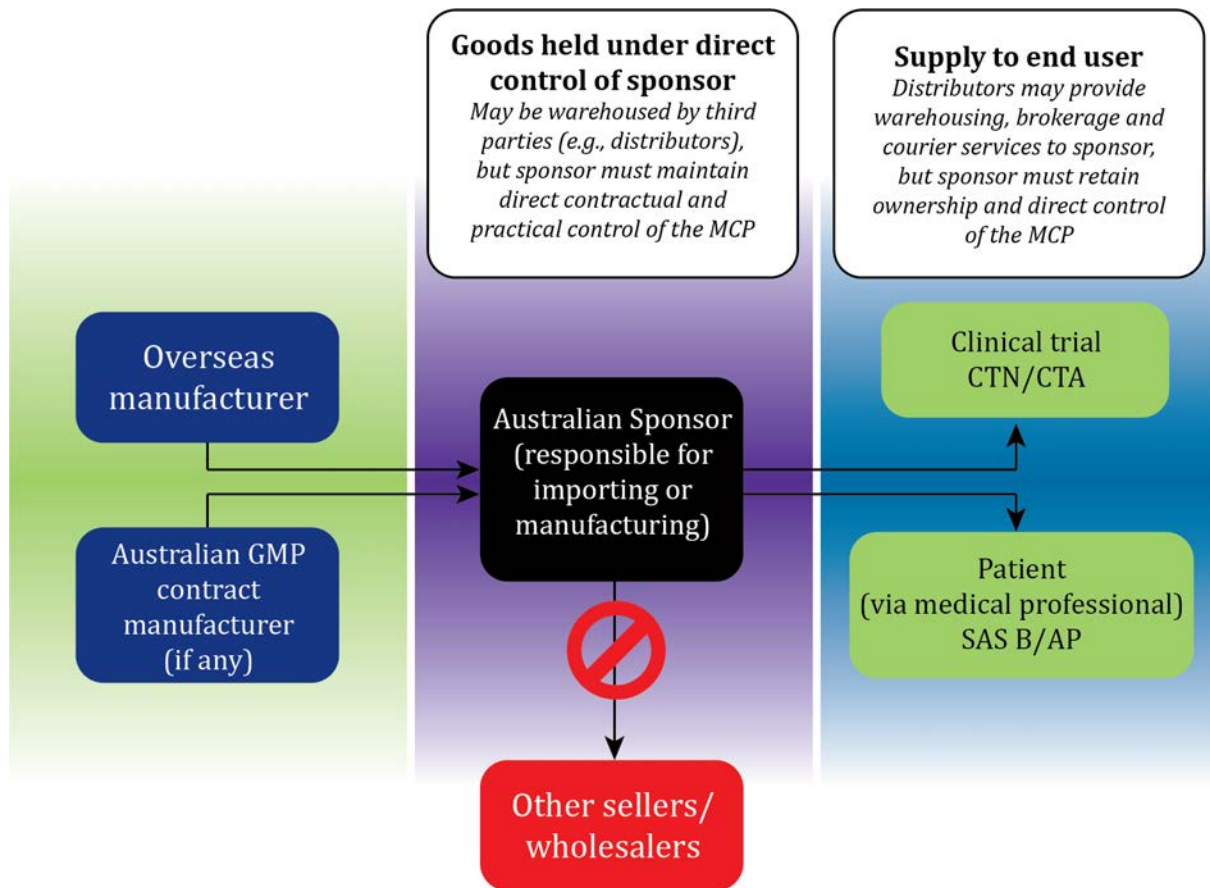 Goods held under direct
control of sponsor
May be warehoused by third
parties (e.g., distributors),
but sponsor must maintain
direct contractual and
practical control of the MCP
Supply to end user
Distributors may provide
warehousing, brokerage and
courier services to sponsor,
but sponsor must retain
ownership and direct control
of the MCP
Overseas
manufacturer
Australian GMP
contract
manufacturer
(if any)
Australian Sponsor
(responsible for
importing or
manufacturing)
Clinical trial
CTN/CTA
Patient
(via medical professional)
SAS B/AP
Other sellers/
wholesalers